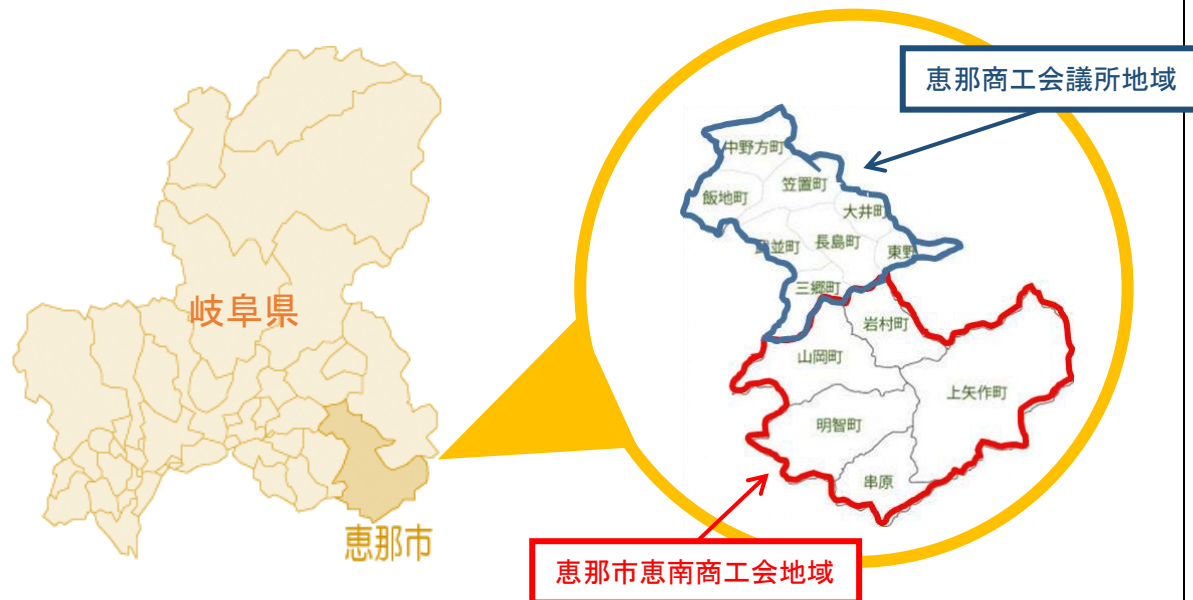 恵那商工会議所地域
中野方町
笠置町
飯地町
大井町
長島町
東野
三郷町
岐阜県
岩村町
山岡町
上矢作町
明智町
串原
恵那市
恵那市恵南商工会地域